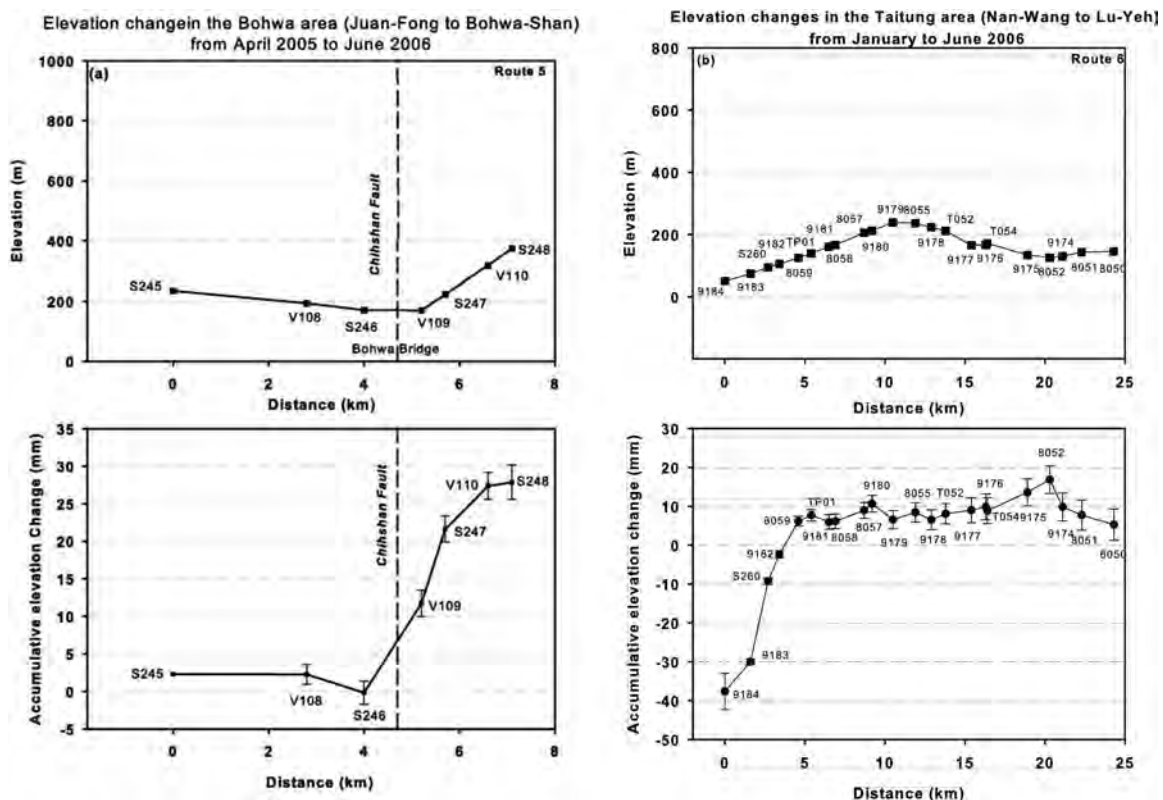 Elevation changein the Bohwa area (Juan-Fong to Bohwa-Shan)
from April 2005 to June 2006
1000
800
600
400
200
0
Elevation (m)
(a)
Route 5
Chihshan Fault
S245
V108
S246
V109
S247
V110
S248
Bohwa Bridge
0 2 4 6 8
Distance (km)
35
30
25
20
15
10
5
0
-5
Accumulative elevation Change (mm)
Chihshan Fault
S245
V108
S246
V109
S247
V110
S248
0 2 4 6 8
Distance (km)
Elevation changes in the Taitung area (Nan-Wang to Lu-Yeh)
from January to June 2006
800
600
400
200
0
Elevation (m)
(b)
Route 6
9184
9183
S260
9182
TP01
8059
9181
8058
8057
9180
9179
8055
9178
T052
9177
T054
9176
9175
8052
9174
8051
8050
0 5 10 15 20 25
Distance (km)
30
20
10
0
-10
-20
-30
-40
-50
Accumulative elevation change (mm)
9184
9183
S260
9162
8059
TP01
9181
8058
8057
9180
9179
8055
9178
T052
9177
9176
T054
9175
8052
9174
8051
6050
0 5 10 15 20 25
Distance (km)